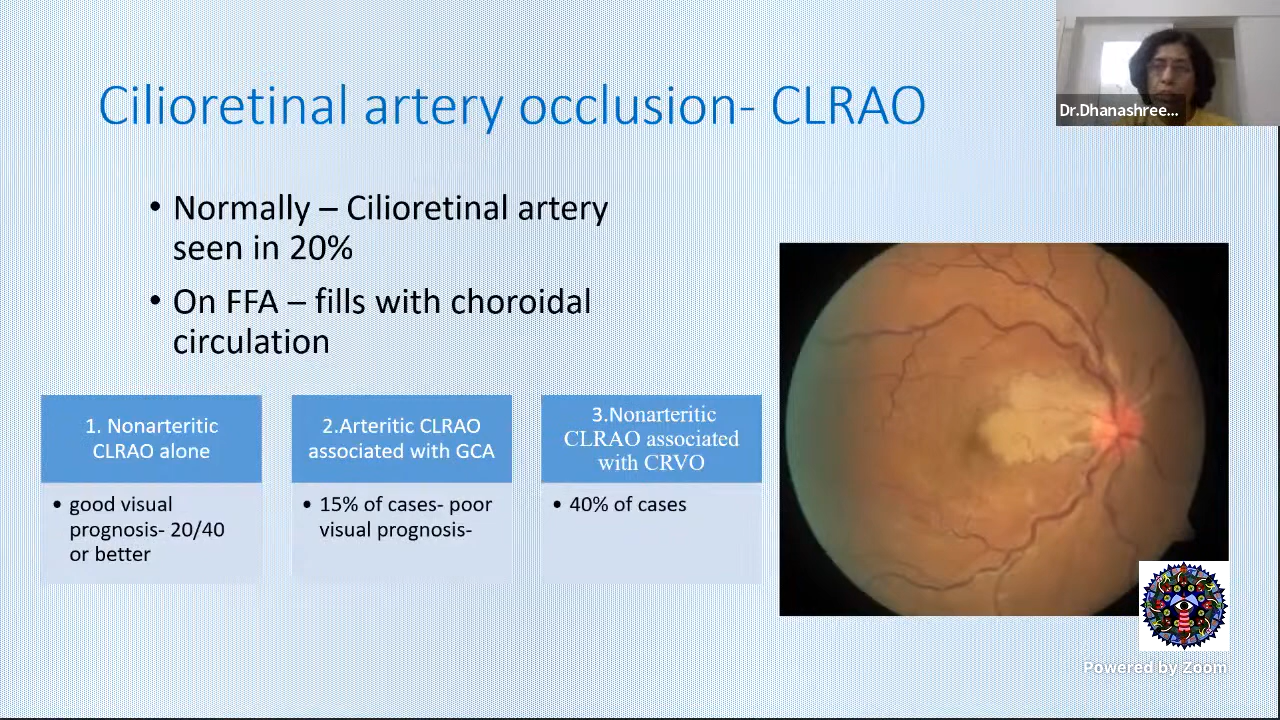 Cilioretinal artery occlusion- CLRAO
Dr.Dhanashree...
• Normally – Cilioretinal artery
seen in 20%
• On FFA – fills with choroidal
circulation
1. Nonarteritic
CLRAO alone
• good visual
prognosis- 20/40
or better
2.Arteritic CLRAO
associated with GCA
• 15% of cases- poor
visual prognosis-
3.Nonarteritic
CLRAO associated
with CRVO
• 40% of cases
Powered by Zoom